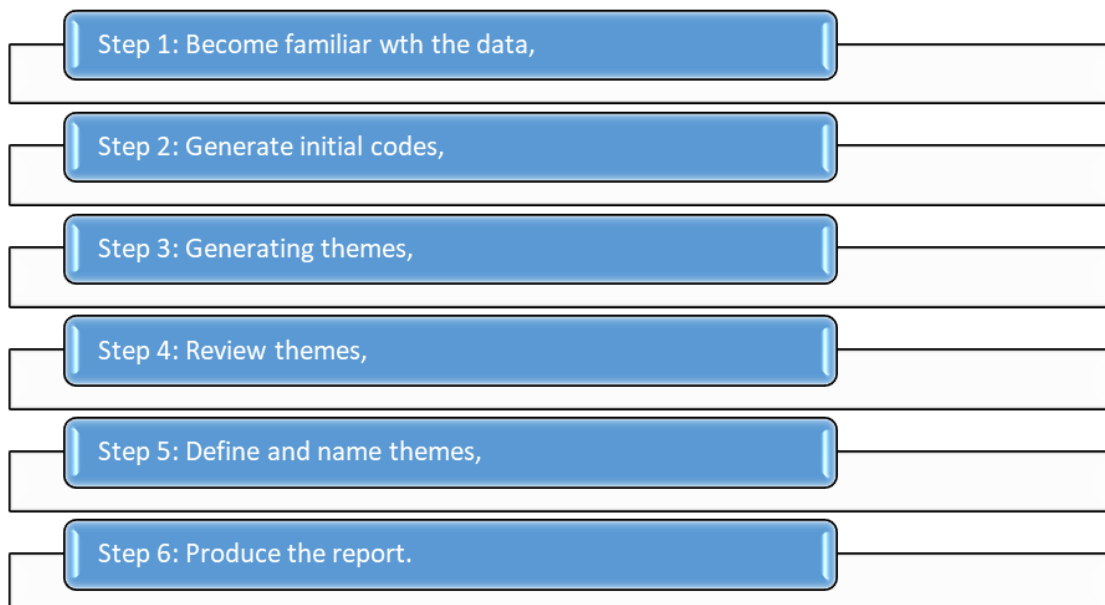 Step 1: Become familiar wth the data,
Step 2: Generate initial codes,
Step 3: Generating themes,
Step 4: Review themes,
Step 5: Define and name themes,
Step 6: Produce the report.